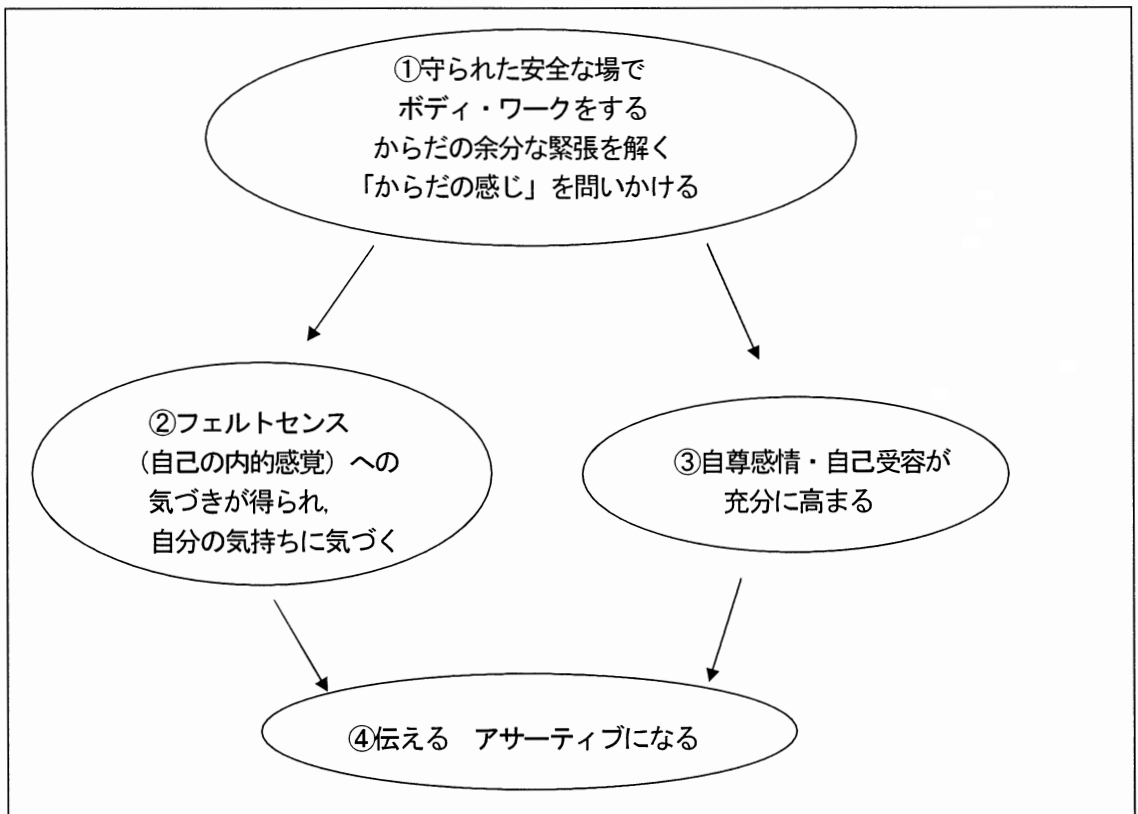 ①守られた安全な場で
ボディ・ワークをする
からだの余分な緊張を解く
「からだの感じ」を問いかける
②フェルトセンス
（自己の内的感覚）への
気づきが得られ，
自分の気持ちに気づく
③自尊感情・自己受容が
充分に高まる
④伝える　アサーティブになる